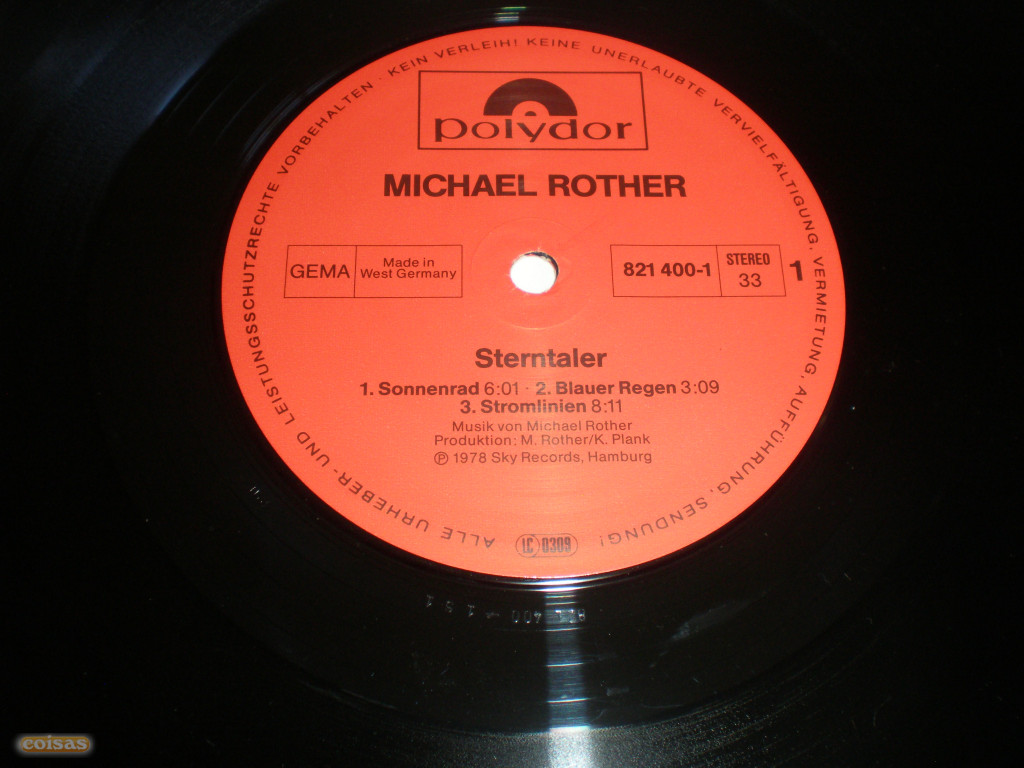 ALLE URHEBER- UND LEISTUNGSSCHUTZRECHTE VORBEHALTEN · KEIN VERLEIH! KEINE UNERLAUBTE VERVIELFÄLTIGUNG, VERMIETUNG, AUFFÜHRUNG, SENDUNG!
polydor
MICHAEL ROTHER
GEMA
Made in
West Germany
821 400-1
STEREO
33
1
Sterntaler
1. Sonnenrad 6:01 · 2. Blauer Regen 3:09
3. Stromlinien 8:11
Musik von Michael Rother
Produktion: M. Rother/K. Plank
℗ 1978 Sky Records, Hamburg
LC 0309
coisas